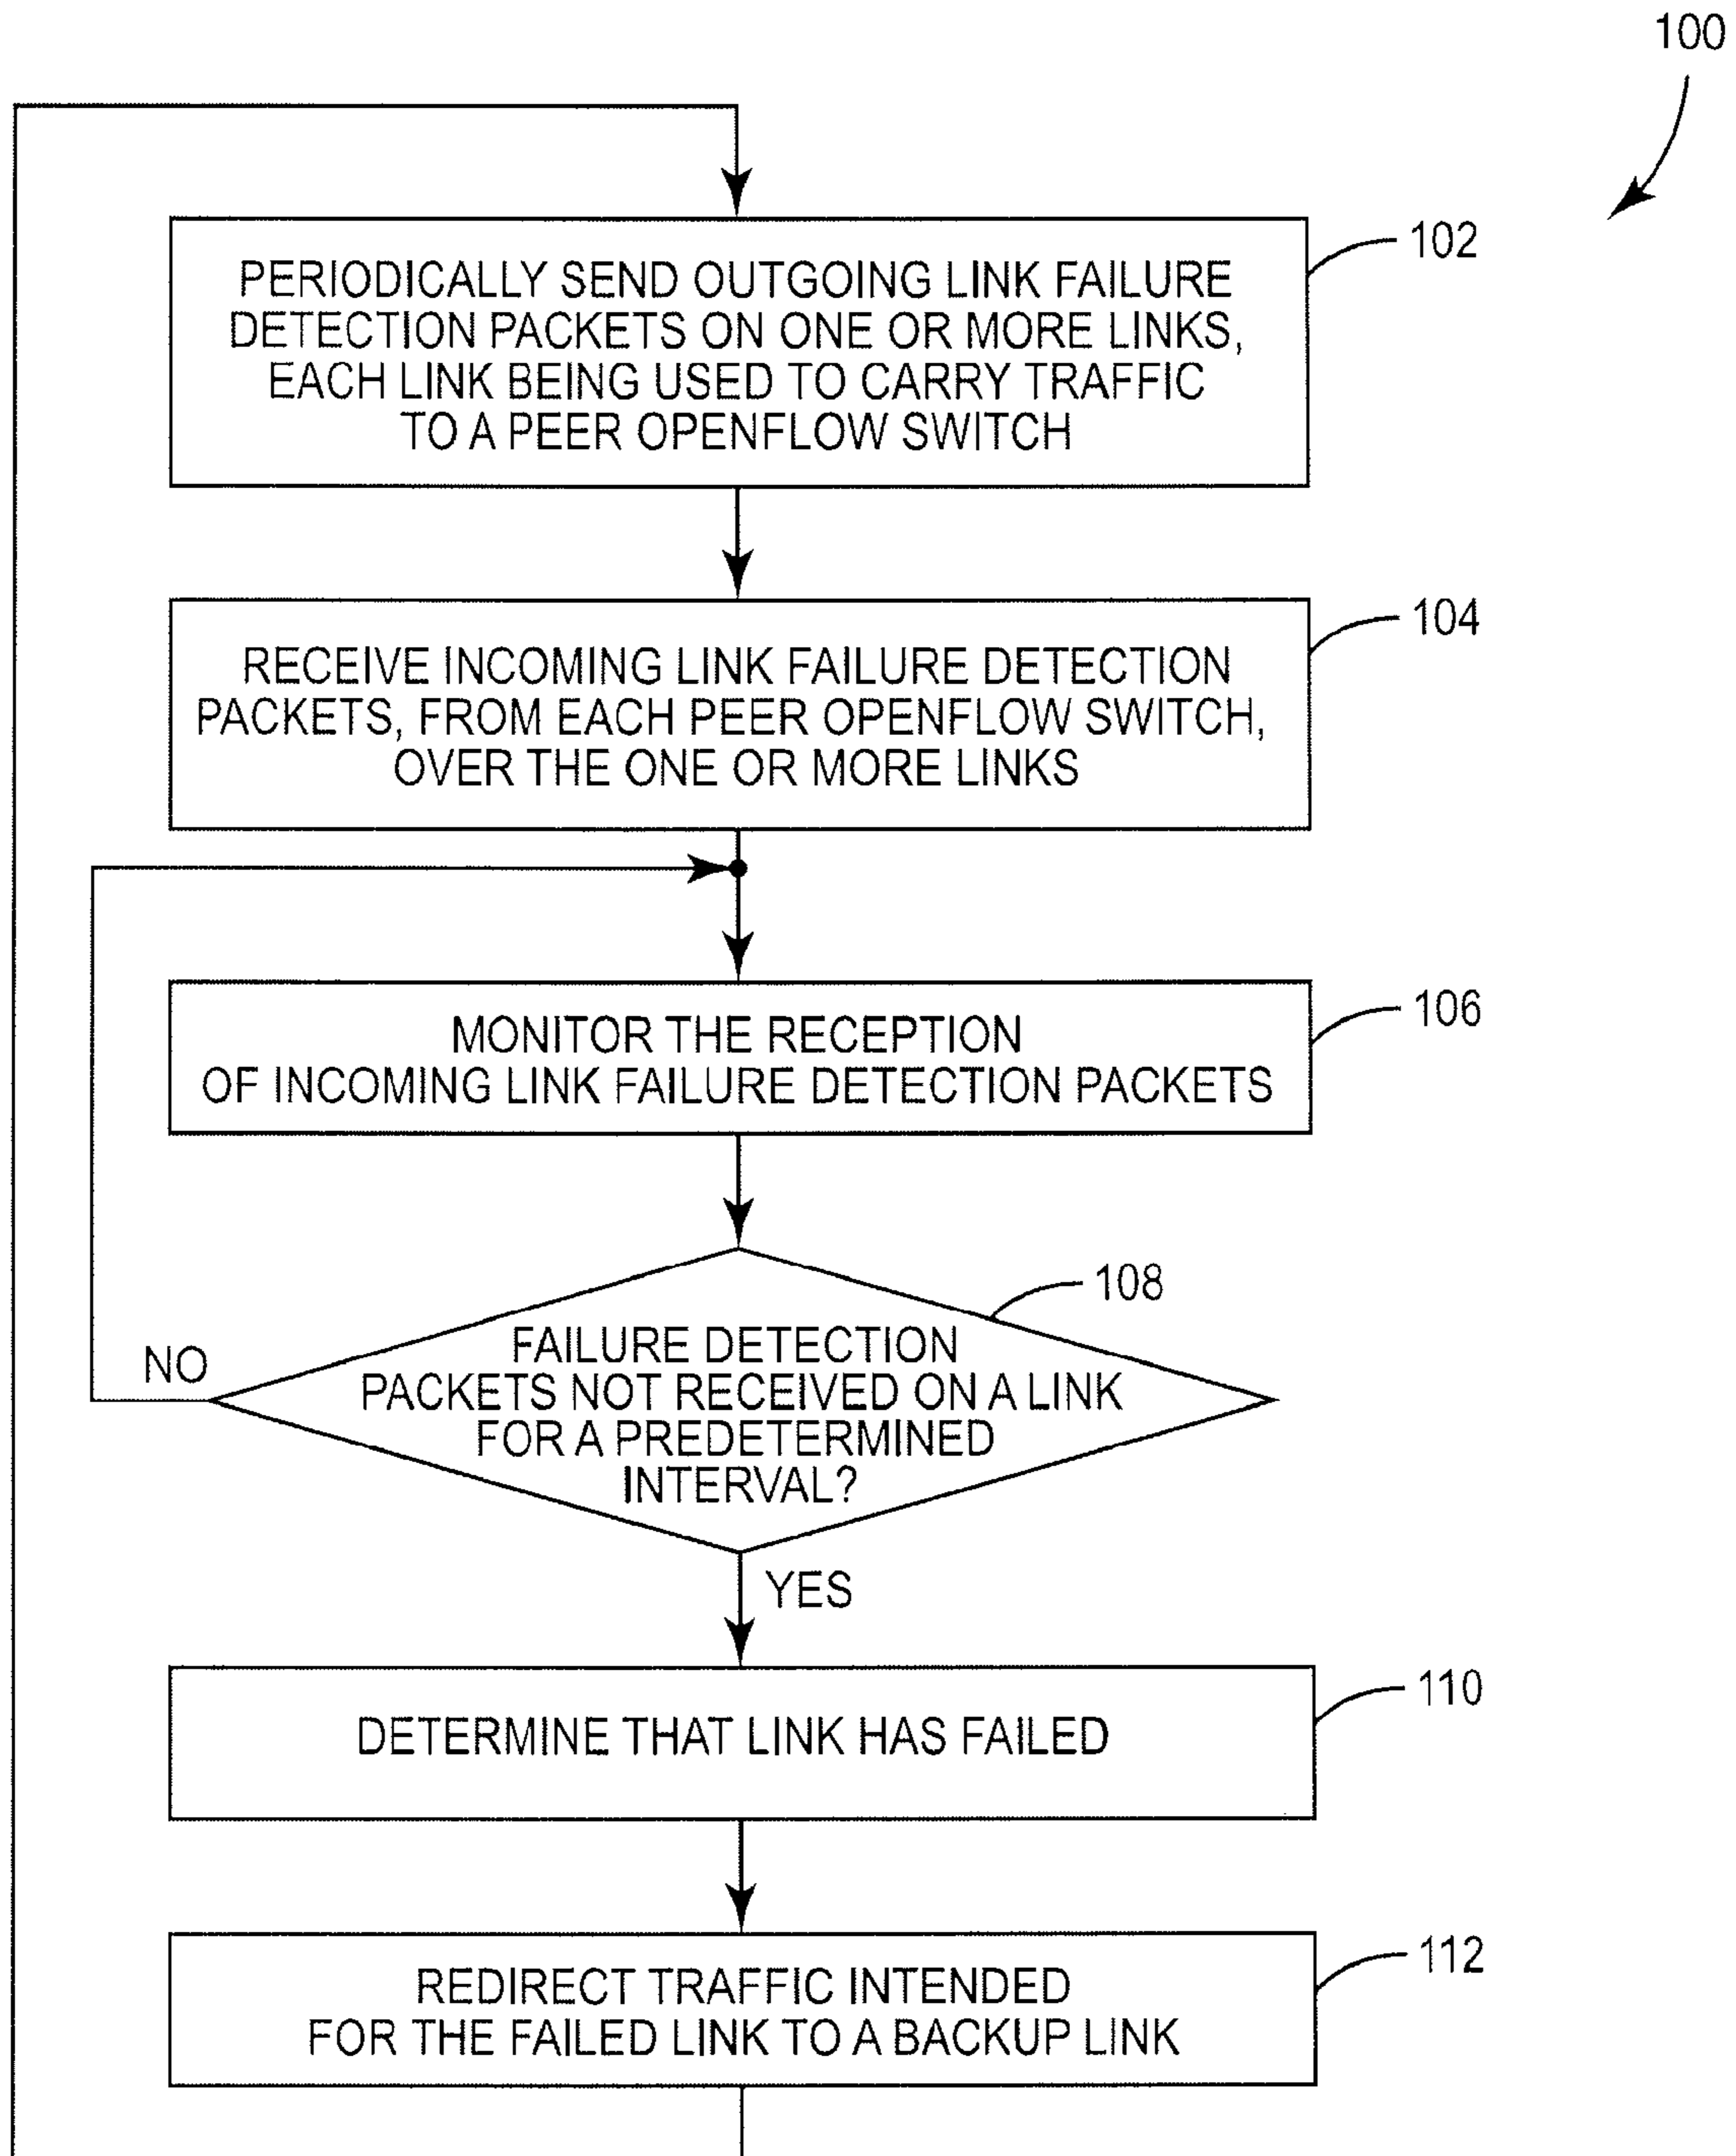 100
102
PERIODICALLY SEND OUTGOING LINK FAILURE
DETECTION PACKETS ON ONE OR MORE LINKS,
EACH LINK BEING USED TO CARRY TRAFFIC
TO A PEER OPENFLOW SWITCH
104
RECEIVE INCOMING LINK FAILURE DETECTION
PACKETS, FROM EACH PEER OPENFLOW SWITCH,
OVER THE ONE OR MORE LINKS
106
MONITOR THE RECEPTION
OF INCOMING LINK FAILURE DETECTION PACKETS
108
FAILURE DETECTION
PACKETS NOT RECEIVED ON A LINK
FOR A PREDETERMINED
INTERVAL?
NO
YES
110
DETERMINE THAT LINK HAS FAILED
112
REDIRECT TRAFFIC INTENDED
FOR THE FAILED LINK TO A BACKUP LINK